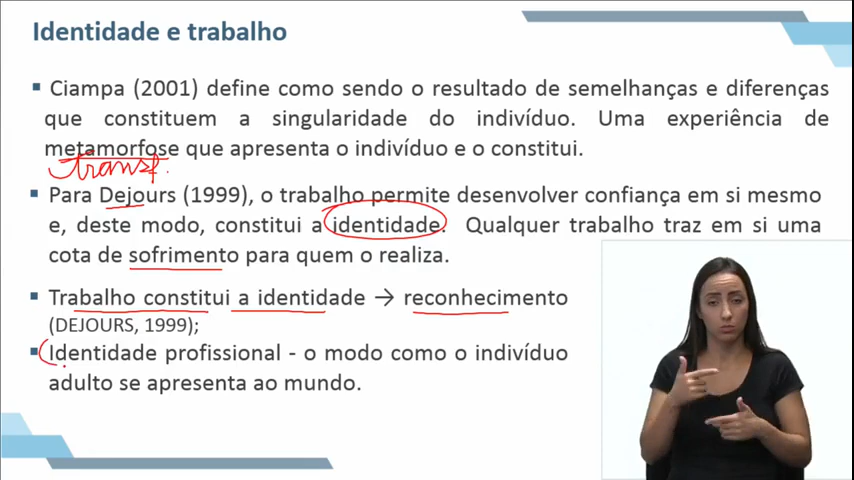 Identidade e trabalho
▪ Ciampa (2001) define como sendo o resultado de semelhanças e diferenças
que constituem a singularidade do indivíduo. Uma experiência de
metamorfose que apresenta o indivíduo e o constitui.
transf.
▪ Para Dejours (1999), o trabalho permite desenvolver confiança em si mesmo
e, deste modo, constitui a identidade. Qualquer trabalho traz em si uma
cota de sofrimento para quem o realiza.
▪ Trabalho constitui a identidade → reconhecimento
(DEJOURS, 1999);
▪ Identidade profissional - o modo como o indivíduo
adulto se apresenta ao mundo.